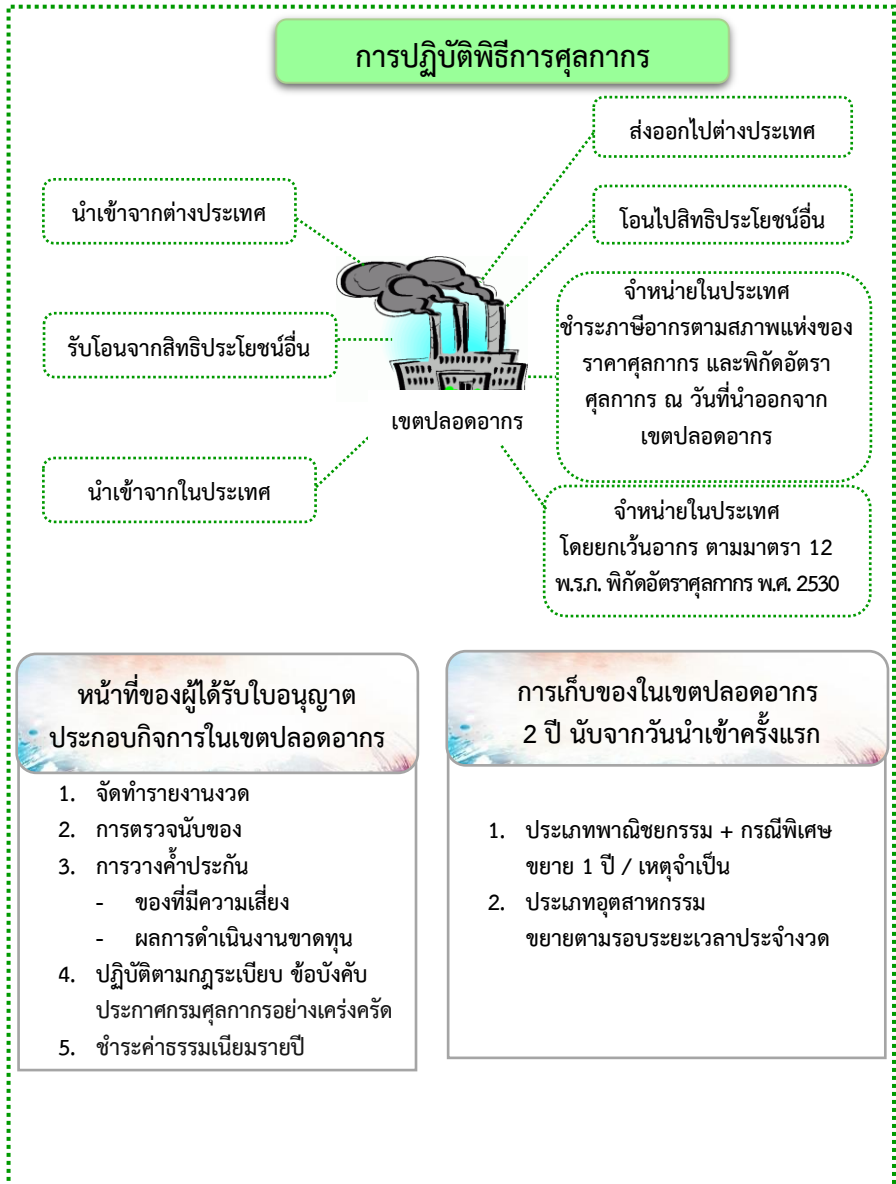 การปฏิบัติพิธีการศุลกากร
ส่งออกไปต่างประเทศ
นำเข้าจากต่างประเทศ
โอนไปสิทธิประโยชน์อื่น
จำหน่ายในประเทศ
ชำระภาษีอากรตามสภาพแห่งของ
ราคาศุลกากร และพิกัดอัตรา
ศุลกากร ณ วันที่นำออกจาก
เขตปลอดอากร
รับโอนจากสิทธิประโยชน์อื่น
เขตปลอดอากร
นำเข้าจากในประเทศ
จำหน่ายในประเทศ
โดยยกเว้นอากร ตามมาตรา 12
พ.ร.ก. พิกัดอัตราศุลกากร พ.ศ. 2530
หน้าที่ของผู้ได้รับใบอนุญาต
ประกอบกิจการในเขตปลอดอากร
1. จัดทำรายงานงวด
2. การตรวจนับของ
3. การวางค้ำประกัน
- ของที่มีความเสี่ยง
- ผลการดำเนินงานขาดทุน
4. ปฏิบัติตามกฎระเบียบ ข้อบังคับ
ประกาศกรมศุลกากรอย่างเคร่งครัด
5. ชำระค่าธรรมเนียมรายปี
การเก็บของในเขตปลอดอากร
2 ปี นับจากวันนำเข้าครั้งแรก
1. ประเภทพาณิชยกรรม + กรณีพิเศษ
ขยาย 1 ปี / เหตุจำเป็น
2. ประเภทอุตสาหกรรม
ขยายตามรอบระยะเวลาประจำงวด